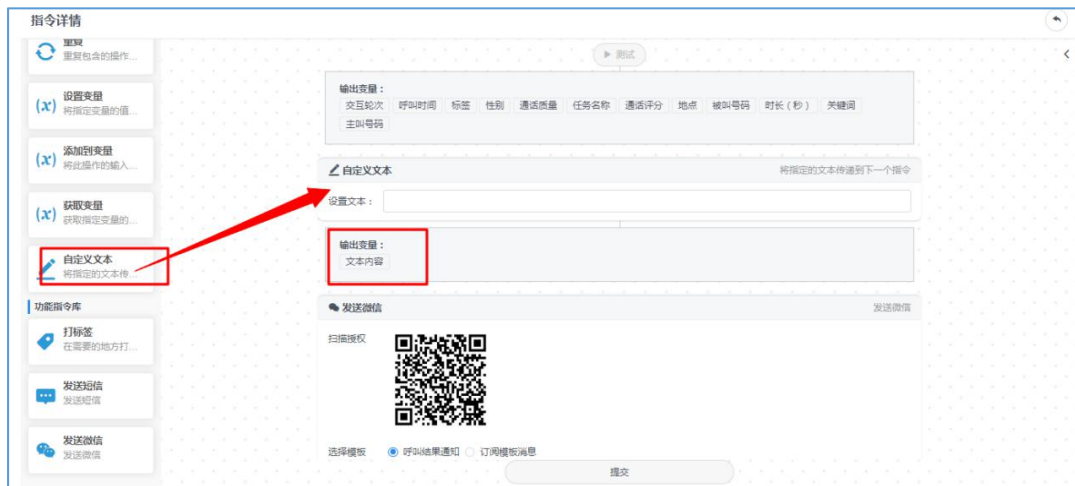 指令详情
重复
重复包含的操作...
设置变量
将指定变量的值...
添加到变量
将此操作的输入...
获取变量
获取指定变量的...
自定义文本
将指定的文本传...
功能指令库
打标签
在需要的地方打...
发送短信
发送短信
发送微信
发送微信
测试
输出变量：
交互轮次 呼叫时间 标签 性别 通话质量 任务名称 通话评分 地点 被叫号码 时长（秒） 关键词
主叫号码
自定义文本 将指定的文本传递到下一个指令
设置文本：
输出变量：
文本内容
发送微信 发送微信
扫描授权
选择模板 呼叫结果通知 订阅模板消息
提交